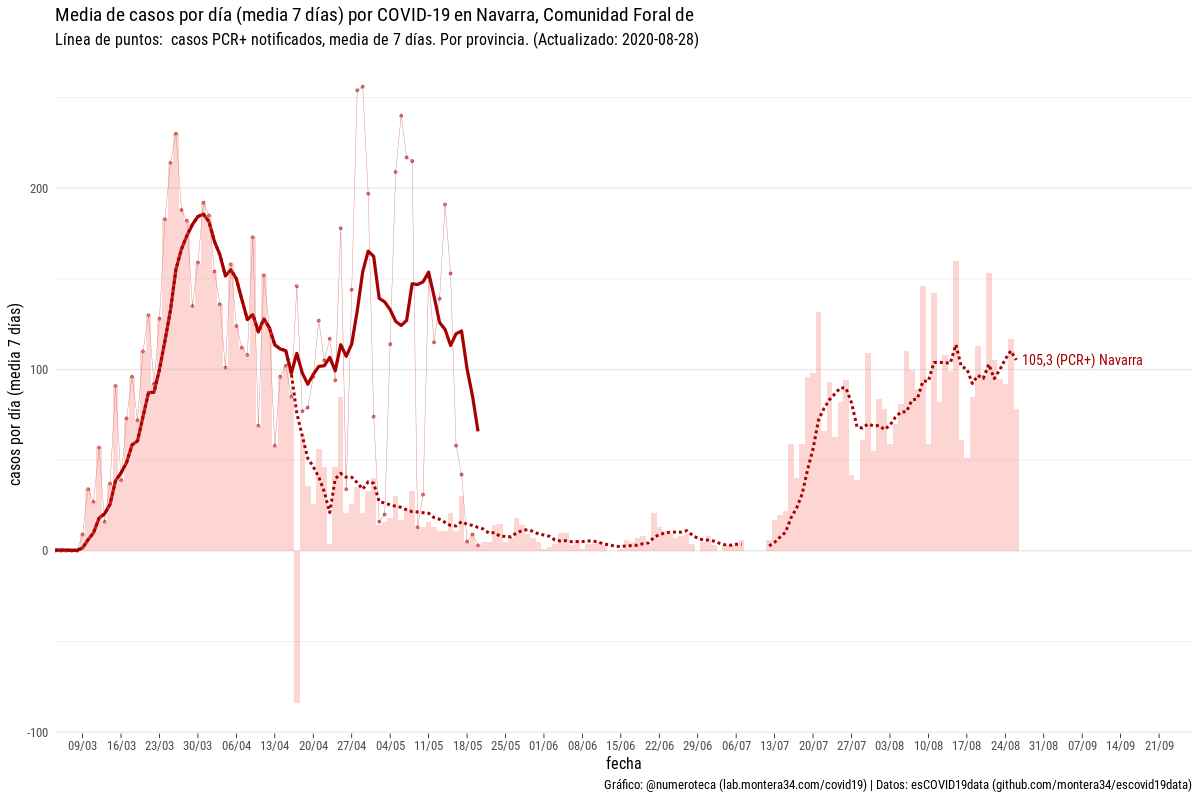 Media de casos por día (media 7 días) por COVID-19 en Navarra, Comunidad Foral de
Línea de puntos:  casos PCR+ notificados, media de 7 días. Por provincia. (Actualizado: 2020-08-28)
casos por día (media 7 días)
200
100
0
-100
105,3 (PCR+) Navarra
09/03 16/03 23/03 30/03 06/04 13/04 20/04 27/04 04/05 11/05 18/05 25/05 01/06 08/06 15/06 22/06 29/06 06/07 13/07 20/07 27/07 03/08 10/08 17/08 24/08 31/08 07/09 14/09 21/09
fecha
Gráfico: @numeroteca (lab.montera34.com/covid19) | Datos: esCOVID19data (github.com/montera34/escovid19data)